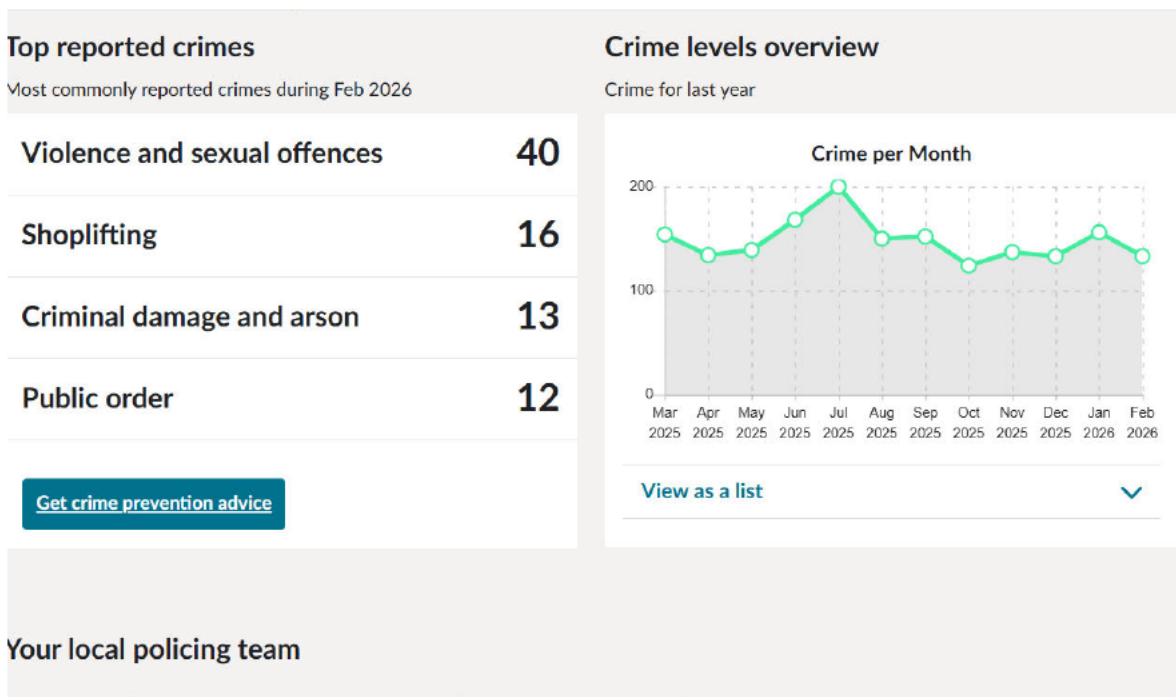 Top reported crimes
Most commonly reported crimes during Feb 2026
Violence and sexual offences 40
Shoplifting 16
Criminal damage and arson 13
Public order 12
Get crime prevention advice
Crime levels overview
Crime for last year
Crime per Month
200
100
0
Mar Apr May Jun Jul Aug Sep Oct Nov Dec Jan Feb
2025 2025 2025 2025 2025 2025 2025 2025 2025 2025 2026 2026
View as a list
Your local policing team